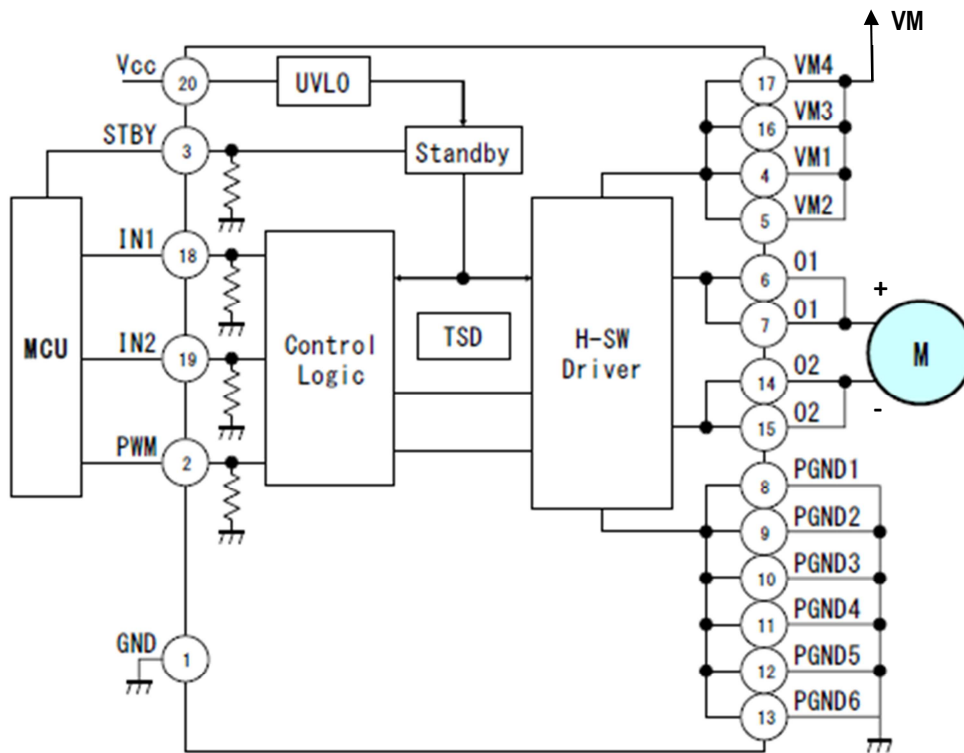 VM
Vcc
20
UVLO
17
VM4
STBY
3
Standby
16
VM3
4
VM1
5
VM2
MCU
IN1
18
IN2
19
PWM
2
Control
Logic
TSD
H-SW
Driver
6
O1
7
O1
14
O2
15
O2
+
M
-
8
PGND1
9
PGND2
10
PGND3
11
PGND4
12
PGND5
13
PGND6
GND
1